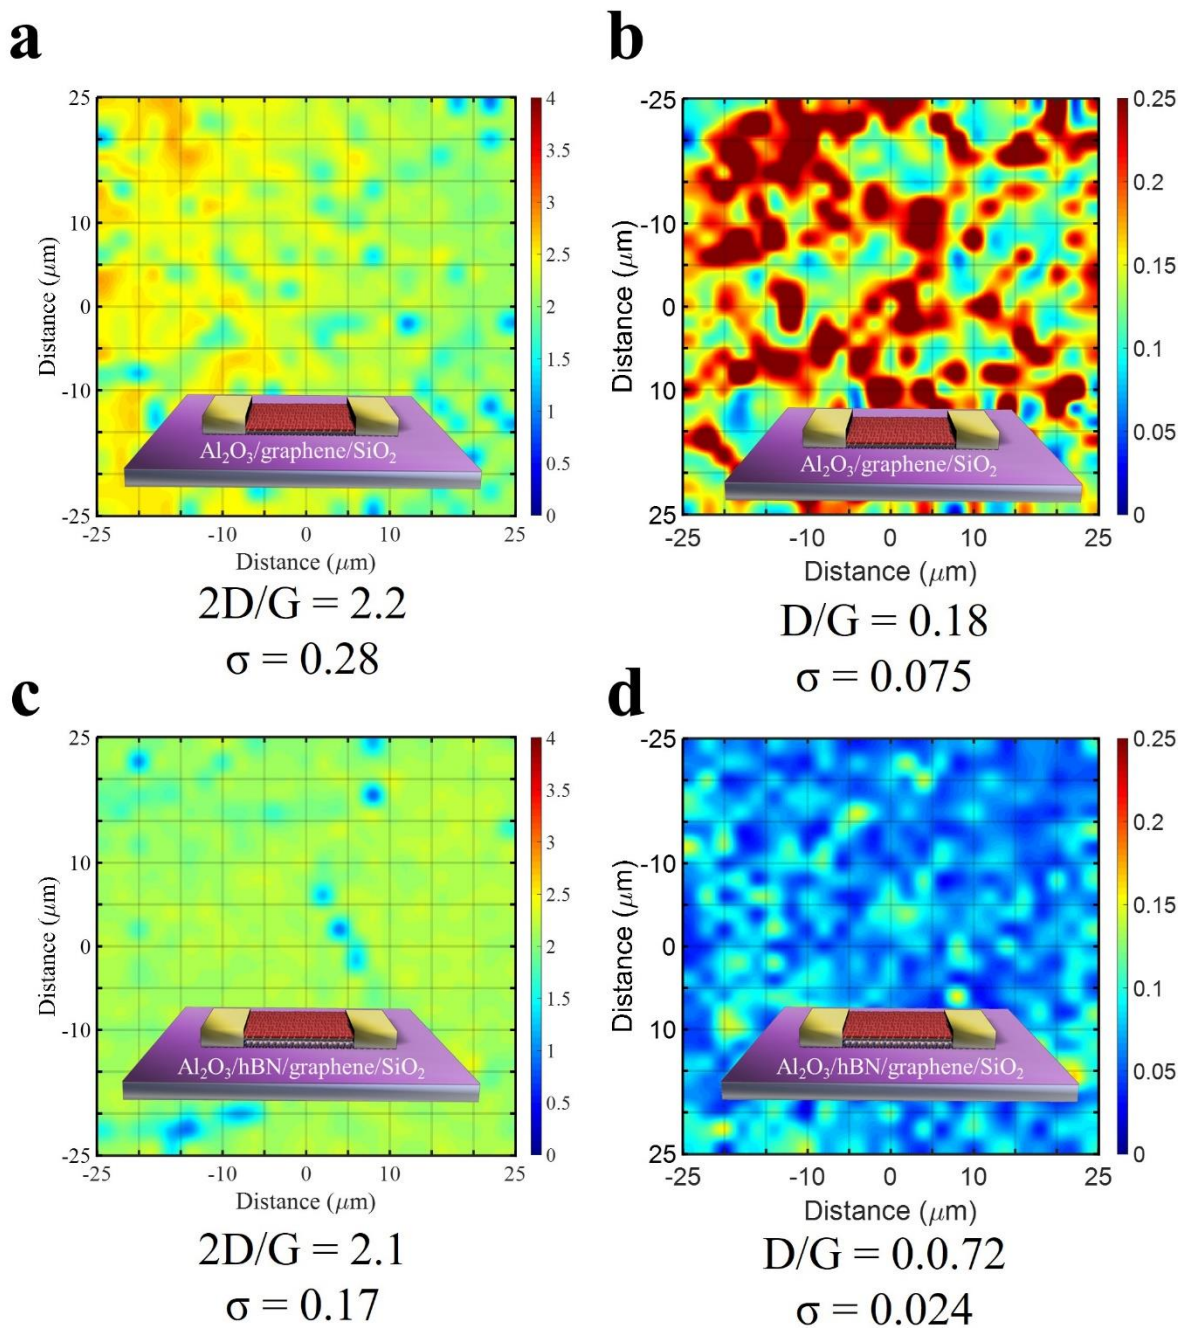 a
25
10
0
-10
-25
-25
-10
0
10
25
Distance (μm)
Distance (μm)
4
3.5
3
2.5
2
1.5
1
0.5
0
Al₂O₃/graphene/SiO₂
2D/G = 2.2
σ = 0.28
b
-25
-10
0
10
25
-25
-10
0
10
25
Distance (μm)
Distance (μm)
0.25
0.2
0.15
0.1
0.05
0
Al₂O₃/graphene/SiO₂
D/G = 0.18
σ = 0.075
c
25
10
0
-10
-25
-25
-10
0
10
25
Distance (μm)
Distance (μm)
4
3.5
3
2.5
2
1.5
1
0.5
0
Al₂O₃/hBN/graphene/SiO₂
2D/G = 2.1
σ = 0.17
d
-25
-10
0
10
25
-25
-10
0
10
25
Distance (μm)
Distance (μm)
0.25
0.2
0.15
0.1
0.05
0
Al₂O₃/hBN/graphene/SiO₂
D/G = 0.0.72
σ = 0.024